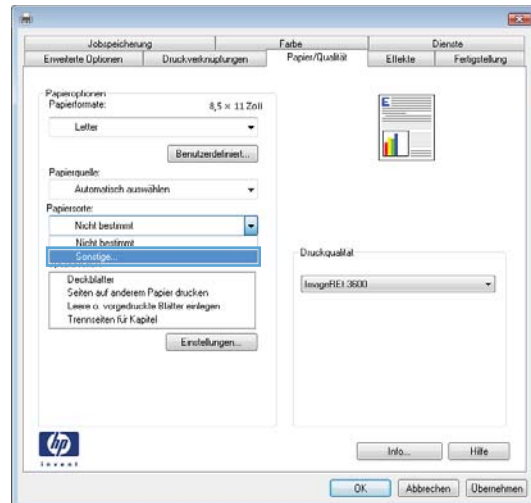 Jobspeicherung Farbe Dienste
Erweiterte Optionen Druckverknüpfungen Papier/Qualität Effekte Fertigstellung
Papieroptionen
Papierformate: 8,5 × 11 Zoll
Letter
Benutzerdefiniert...
Papierquelle:
Automatisch auswählen
Papiersorte:
Nicht bestimmt
Nicht bestimmt
Sonstige...
Deckblätter
Seiten auf anderem Papier drucken
Leere o. vorgedruckte Blätter einlegen
Trennseiten für Kapitel
Einstellungen...
E
Druckqualität
ImageREt 3600
hp
invent
Info... Hilfe
OK Abbrechen Übernehmen